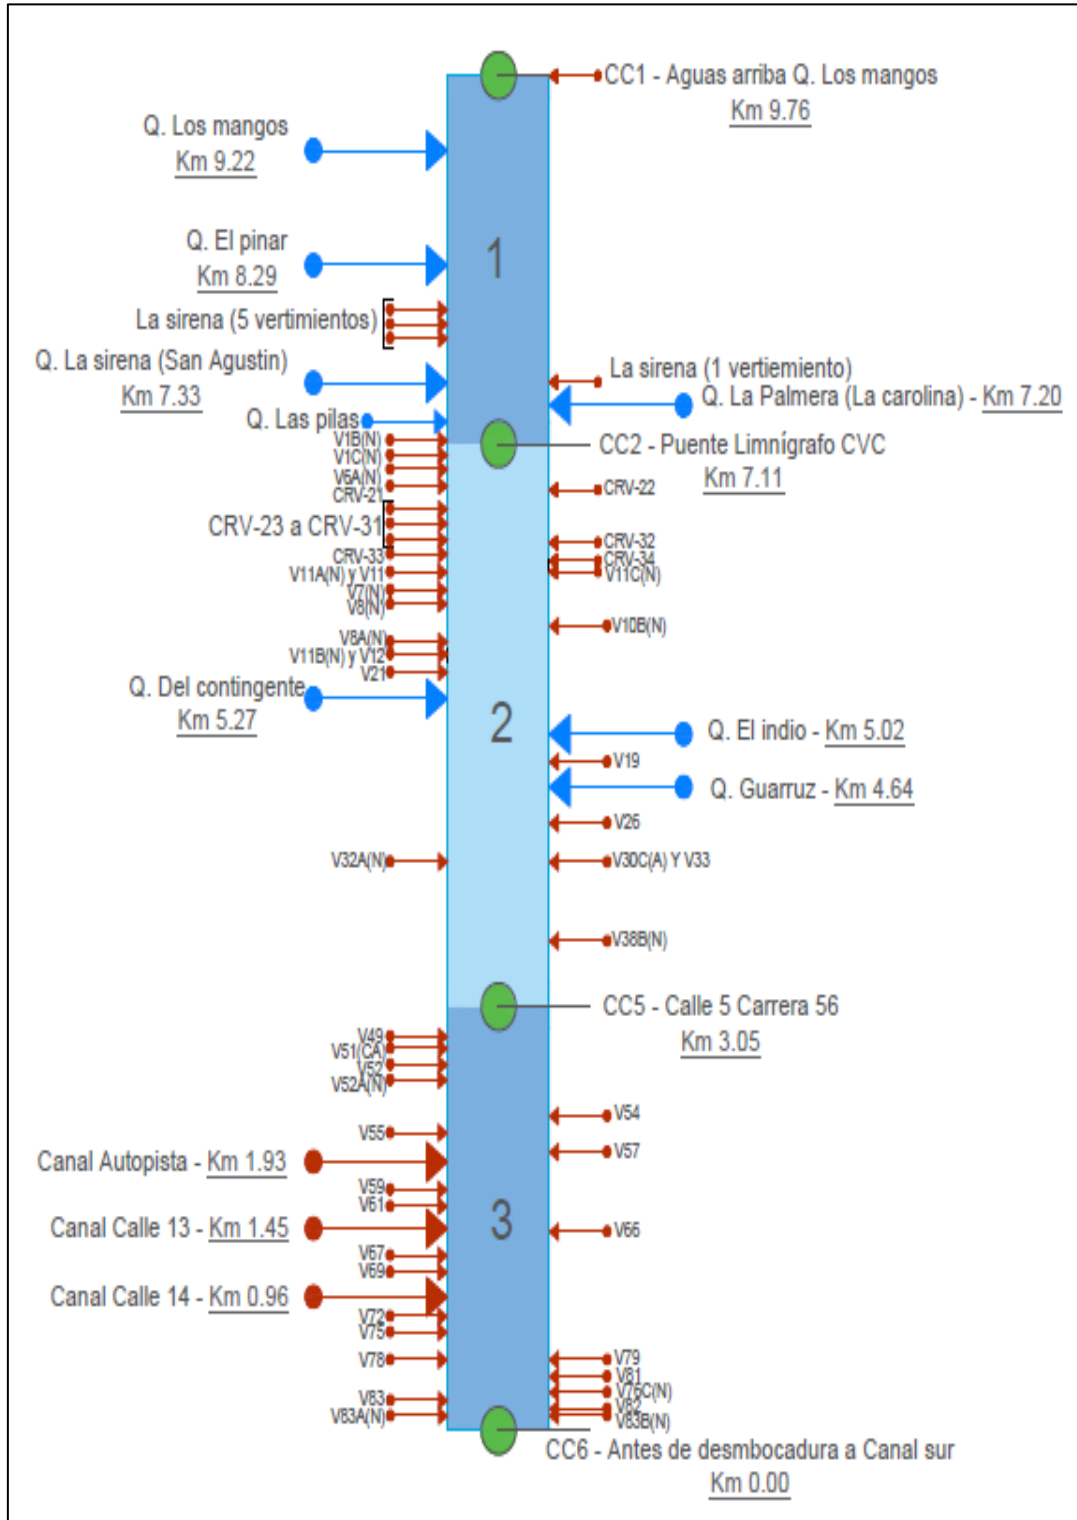 CC1 - Aguas arriba Q. Los mangos
Km 9.76
Q. Los mangos
Km 9.22
Q. El pinar
Km 8.29
1
La sirena (5 vertimientos)
Q. La sirena (San Agustin)
Km 7.33
La sirena (1 vertiemiento)
Q. La Palmera (La carolina) - Km 7.20
Q. Las pilas
V1B(N)
CC2 - Puente Limnígrafo CVC
Km 7.11
V1C(N)
V6A(N)
CRV-21
CRV-22
CRV-23 a CRV-31
CRV-32
CRV-33
CRV-34
V11A(N) y V11
V11C(N)
V7(N)
V8(N)
V10B(N)
V8A(N)
V11B(N) y V12
V21
Q. Del contingente
Km 5.27
2
Q. El indio - Km 5.02
V19
Q. Guarruz - Km 4.64
V26
V32A(N)
V30C(A) Y V33
V38B(N)
CC5 - Calle 5 Carrera 56
Km 3.05
V49
V51(CA)
V52
V52A(N)
V54
V55
V57
Canal Autopista - Km 1.93
V59
V61
3
Canal Calle 13 - Km 1.45
V66
V67
V69
Canal Calle 14 - Km 0.96
V72
V75
V78
V79
V81
V76C(N)
V83
V82
V83A(N)
V83B(N)
CC6 - Antes de desmbocadura a Canal sur
Km 0.00